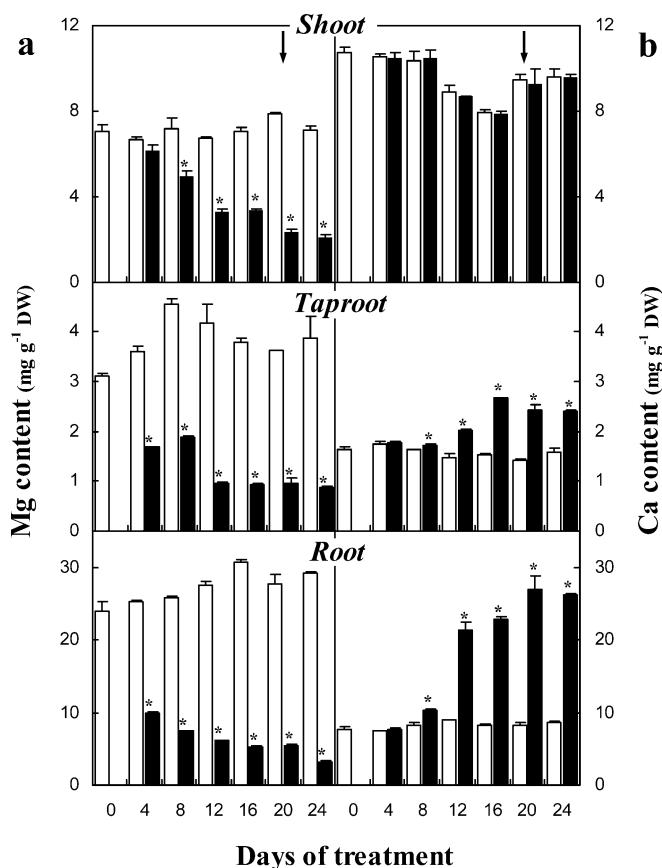 a
Shoot
b
12
8
4
0
12
8
4
0
* * * * *
Taproot
4
3
2
1
0
4
3
2
1
0
* * * * * *
* * * * *
Root
30
20
10
0
30
20
10
0
* * * * * *
* * * * *
Mg content (mg g⁻¹ DW)
Ca content (mg g⁻¹ DW)
0 4 8 12 16 20 24 0 4 8 12 16 20 24
Days of treatment